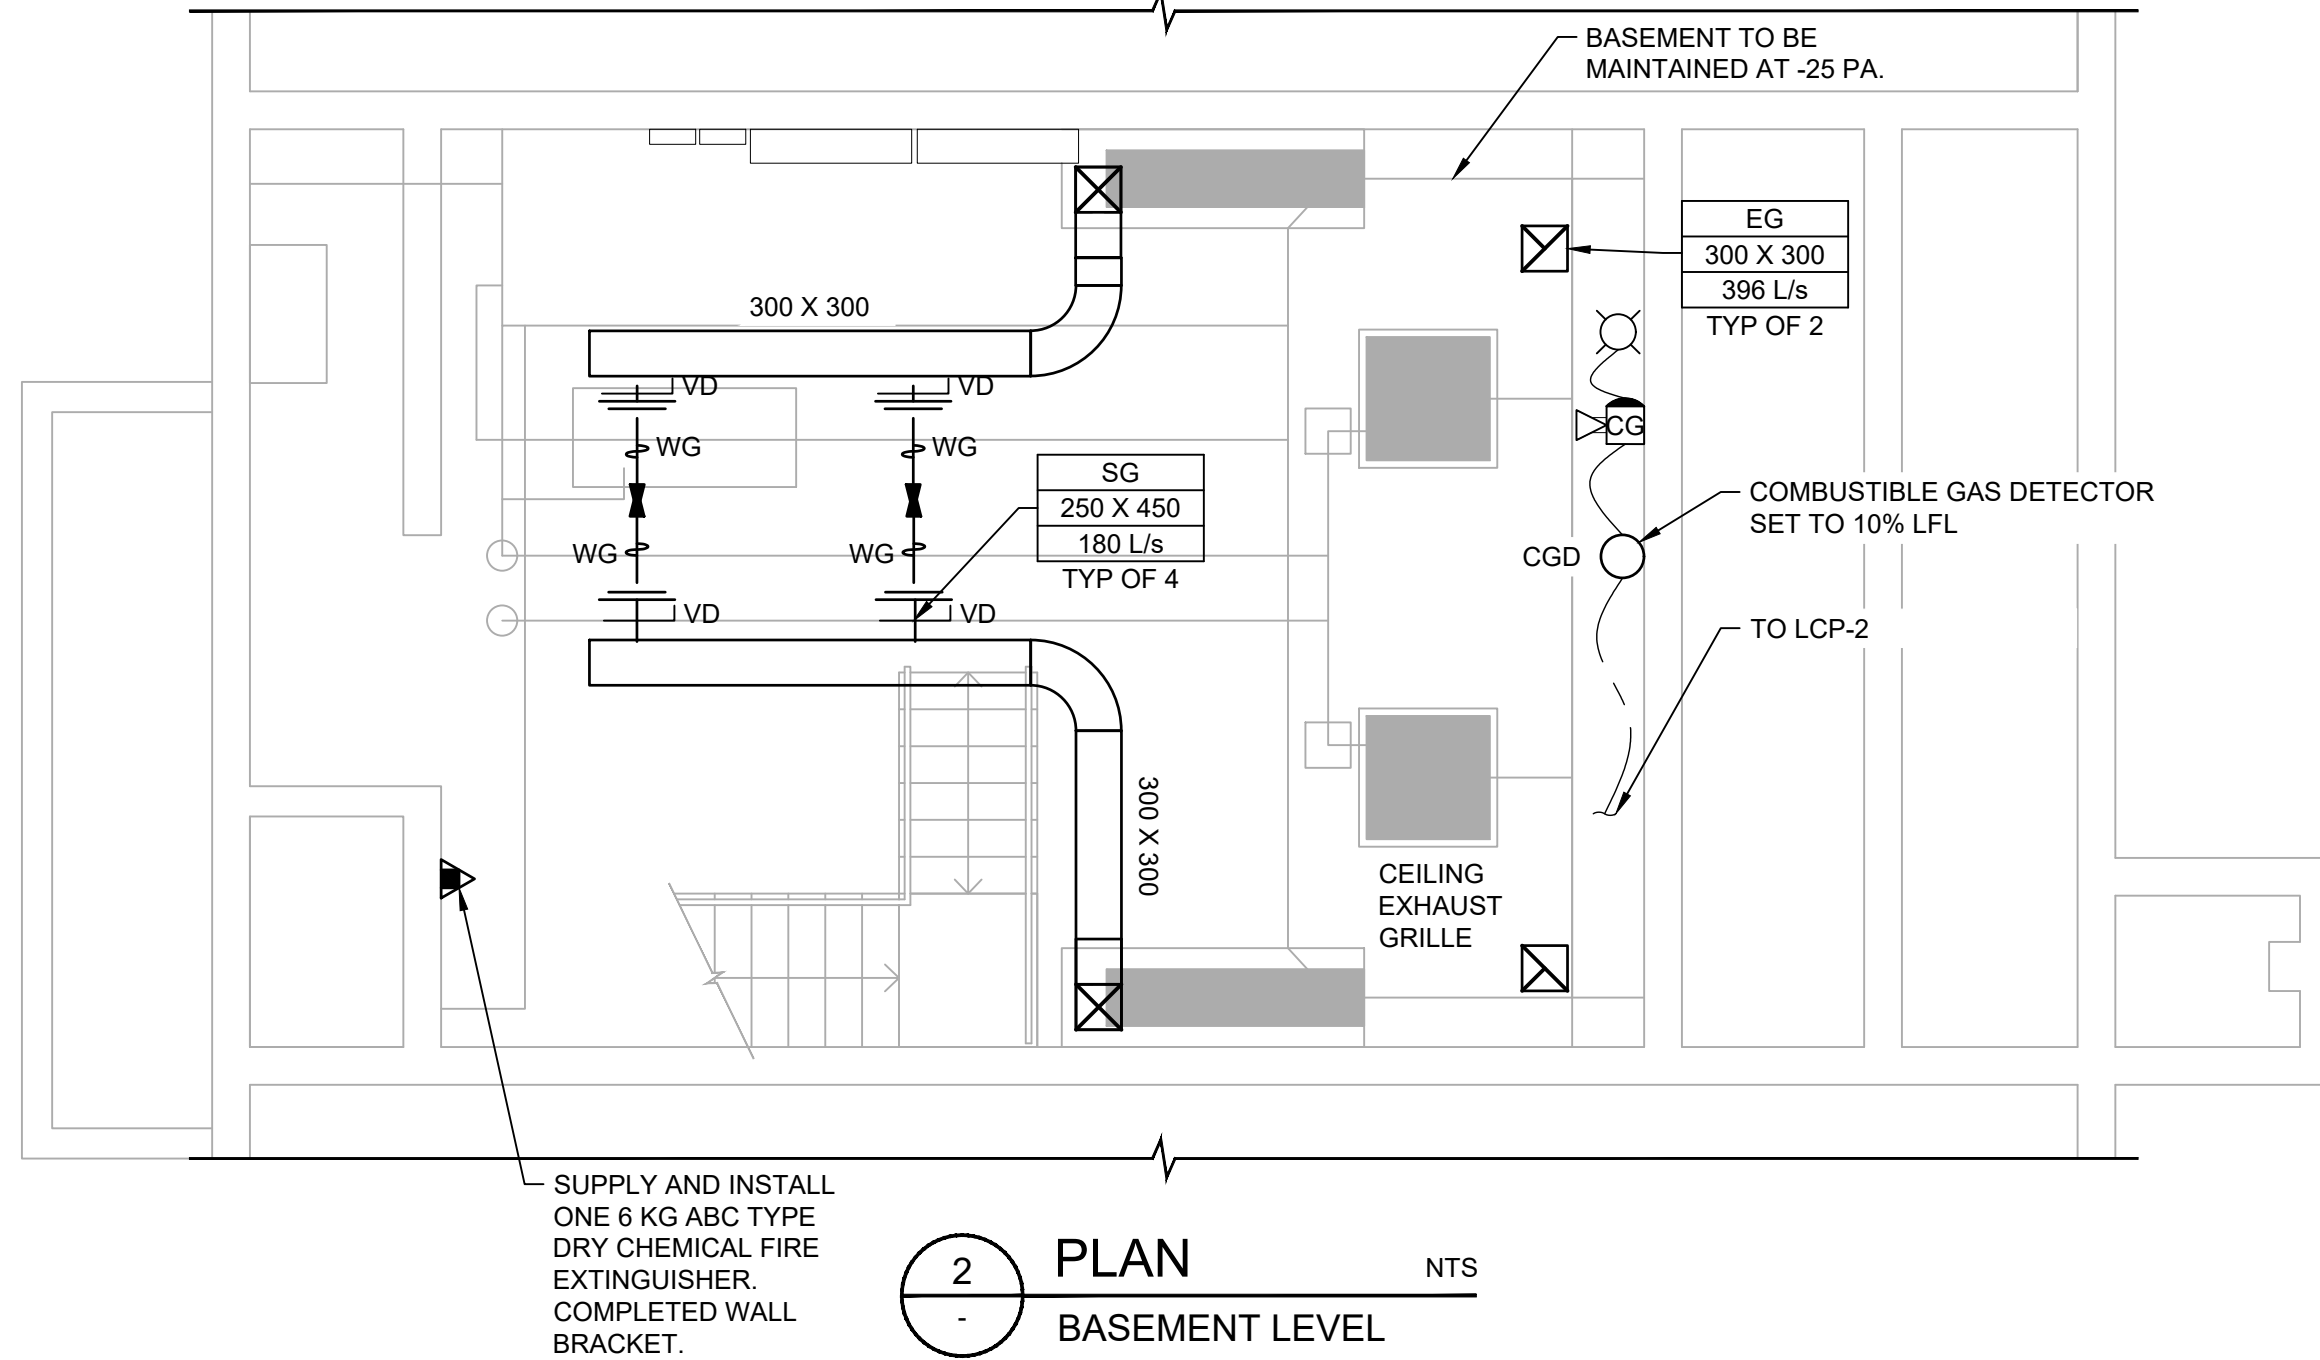 BASEMENT TO BE
MAINTAINED AT -25 PA.
EG
300 X 300
396 L/s
TYP OF 2
300 X 300
VD
VD
WG
WG
CG
SG
250 X 450
180 L/s
TYP OF 4
COMBUSTIBLE GAS DETECTOR
SET TO 10% LFL
WG
WG
CGD
VD
VD
TO LCP-2
300 X 300
CEILING
EXHAUST
GRILLE
SUPPLY AND INSTALL
ONE 6 KG ABC TYPE
DRY CHEMICAL FIRE
EXTINGUISHER.
COMPLETED WALL
BRACKET.
2
-
PLAN
NTS
BASEMENT LEVEL